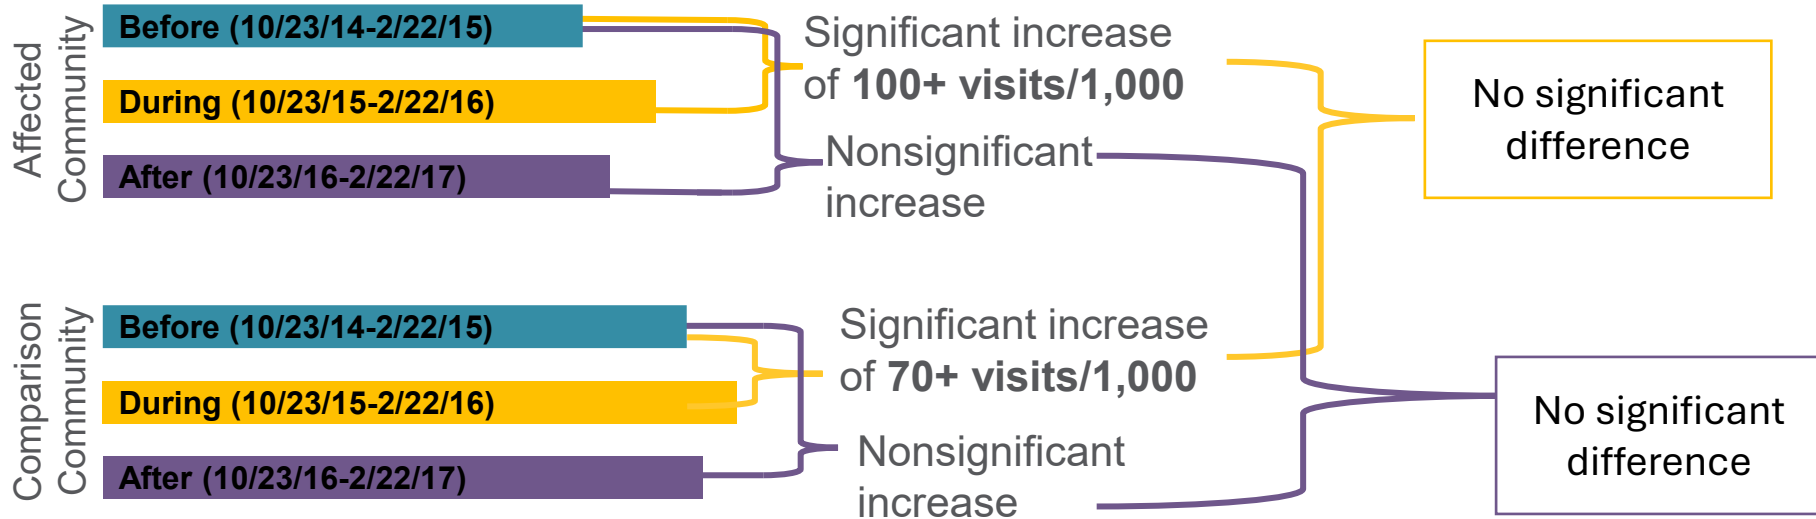 Affected
Community
Before (10/23/14-2/22/15)
During (10/23/15-2/22/16)
After (10/23/16-2/22/17)
Significant increase
of 100+ visits/1,000
Nonsignificant
increase
No significant
difference
Comparison
Community
Before (10/23/14-2/22/15)
During (10/23/15-2/22/16)
After (10/23/16-2/22/17)
Significant increase
of 70+ visits/1,000
Nonsignificant
increase
No significant
difference